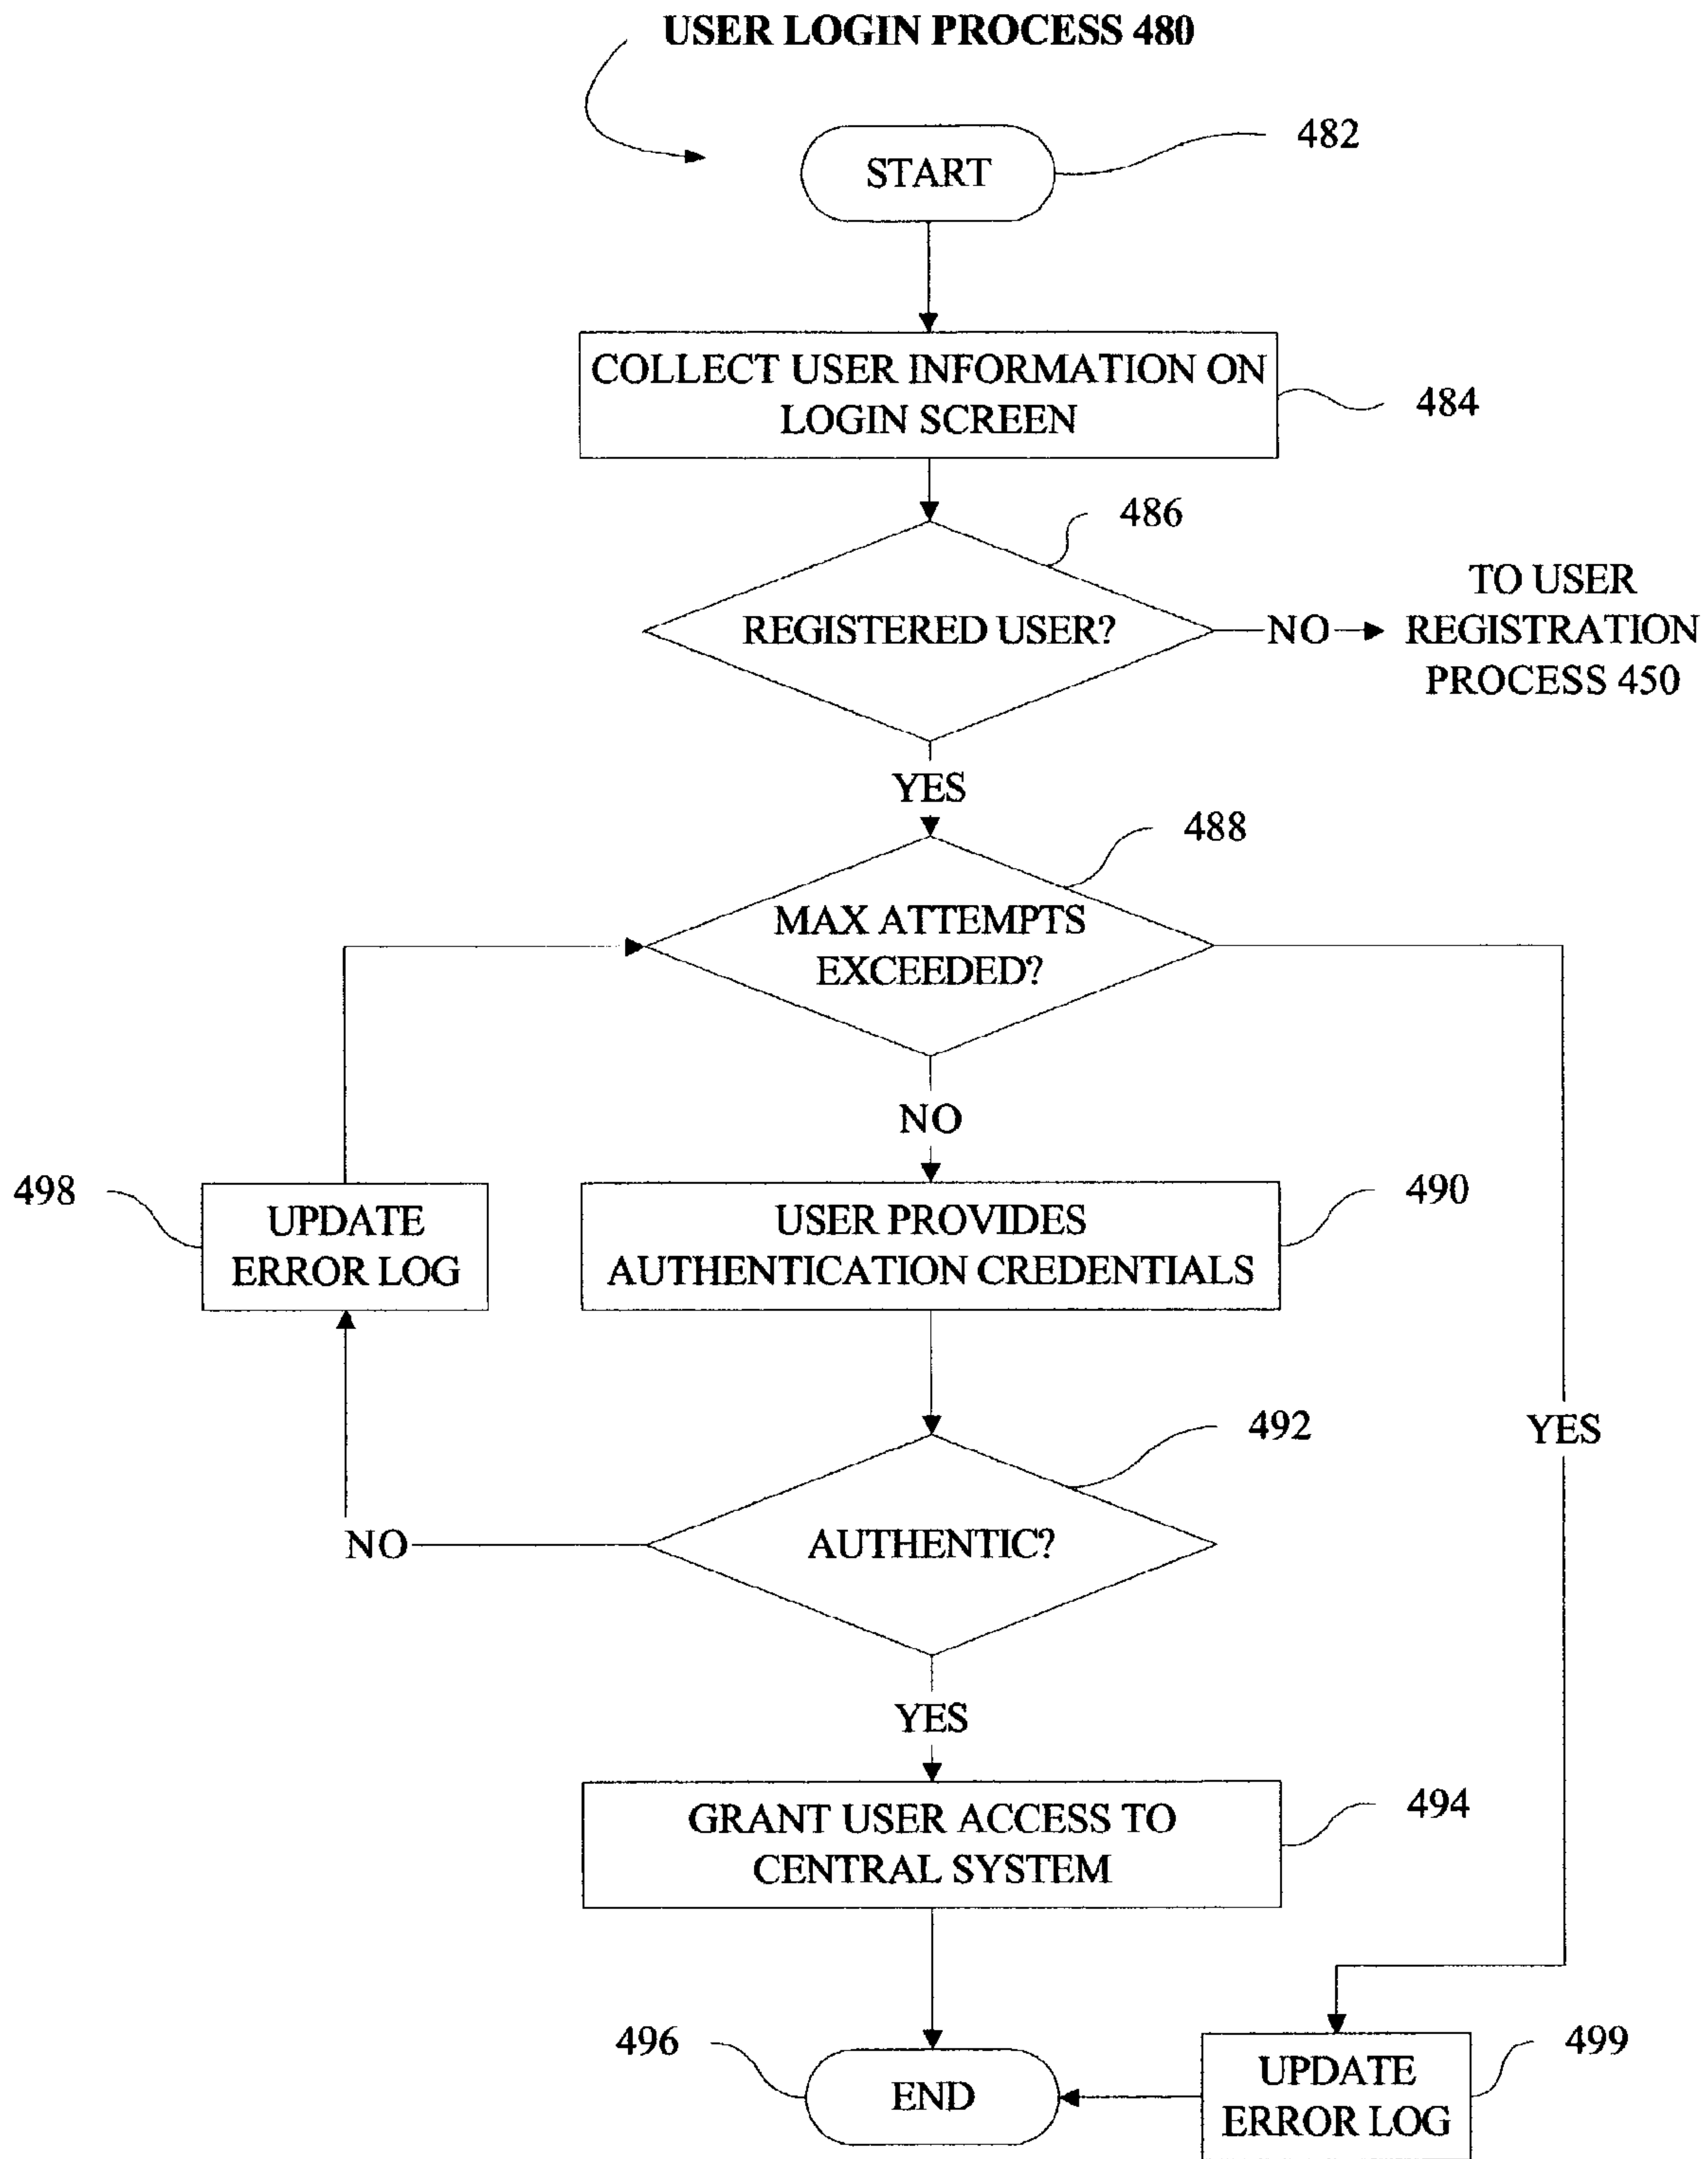 USER LOGIN PROCESS 480
START
482
COLLECT USER INFORMATION ON
LOGIN SCREEN
484
486
REGISTERED USER?
NO
TO USER
REGISTRATION
PROCESS 450
YES
488
MAX ATTEMPTS
EXCEEDED?
NO
498
UPDATE
ERROR LOG
USER PROVIDES
AUTHENTICATION CREDENTIALS
490
492
YES
AUTHENTIC?
NO
YES
GRANT USER ACCESS TO
CENTRAL SYSTEM
494
496
END
UPDATE
ERROR LOG
499